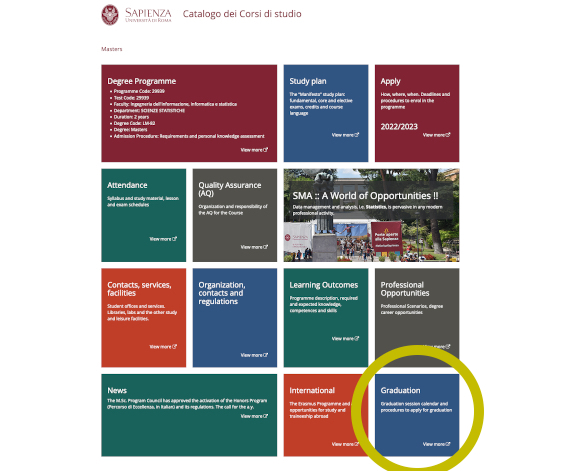 SAPIENZA
UNIVERSITÀ DI ROMA
Catalogo dei Corsi di studio
Masters
Degree Programme
• Programme Code: 29939
• Test Code: 29939
• Faculty: Ingegneria dell'informazione, informatica e statistica
• Department: SCIENZE STATISTICHE
• Duration: 2 years
• Degree Code: LM-82
• Degree: Masters
• Admission Procedure: Requirements and personal knowledge assessment
View more
Study plan
The "Manifesto" study plan:
fundamental, core and elective
exams, credits and course
language
View more
Apply
How, where, when. Deadlines and
procedures to enrol in the
programme
2022/2023
View more
Attendance
Syllabus and study material, lesson
and exam schedules
View more
Quality Assurance
(AQ)
Organization and responsibility of
the AQ for the Course
View more
SMA :: A World of Opportunities !!
Data management and analysis, i.e. Statistics, is pervasive in any modern
professional activity.
Porte aperte
alla Sapienza
Contacts, services,
facilities
Student offices and services.
Libraries, labs and the other study
and leisure facilities.
View more
Organization,
contacts and
regulations
View more
Learning Outcomes
Programme description, required
and expected knowledge,
competences and skills
View more
Professional
Opportunities
Professional Scenarios, degree
career opportunities
more
News
The M.Sc. Program Council has approved the activation of the Honors Program
(Percorso di Eccellenza, in Italian) and its regulations. The call for the a.y.
View more
International
The Erasmus Programme and
opportunities for study and
traineeship abroad
View more
Graduation
Graduation session calendar and
procedures to apply for graduation
View more